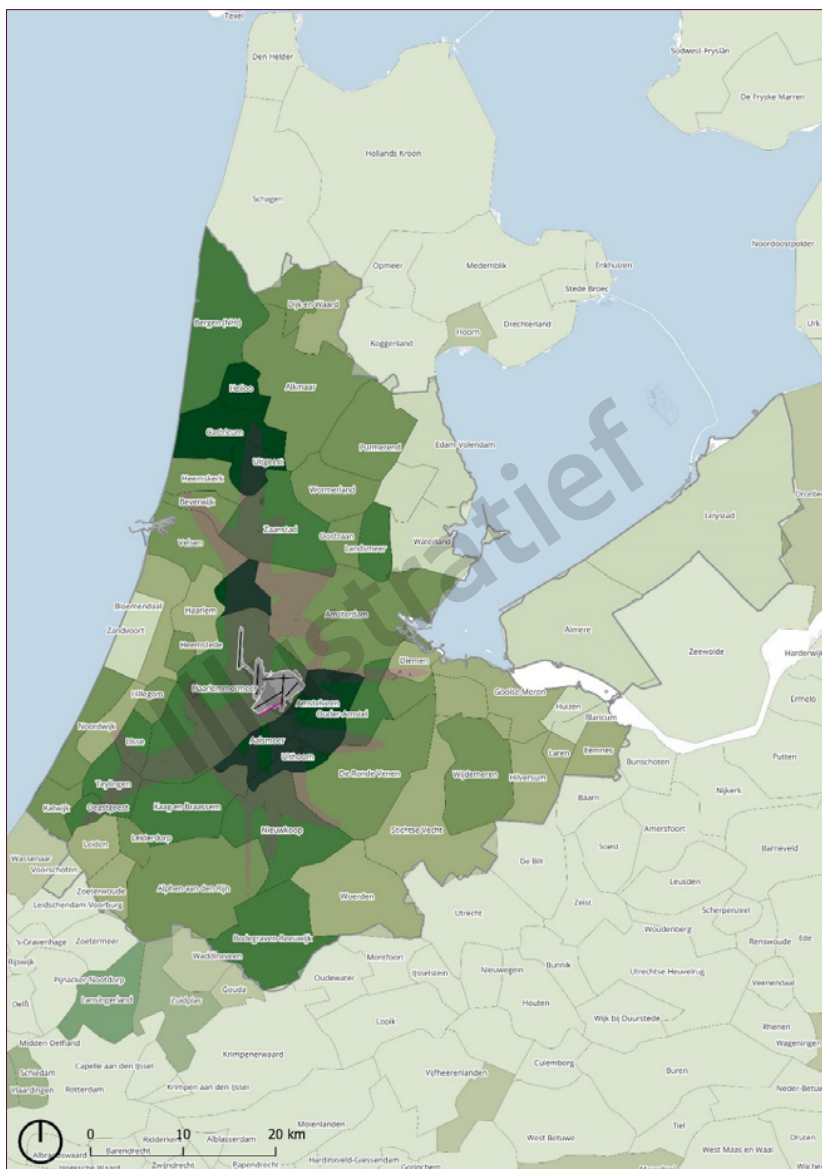 Texel
Den Helder
Súdwest-Fryslân
De Fryske Marren
Hollands Kroon
Schagen
Noordoostpolder
Opmeer
Medemblik
Enkhuizen
Stede Broec
Dijk en Waard
Bergen (NH)
Hoorn
Drechterland
Urk
Koggenland
Heiloo
Alkmaar
Castricum
Purmerend
Edam-Volendam
Uitgeest
Heemskerk
Wormerland
Beverwijk
Dronten
Lelystad
Zaanstad
Velsen
Oostzaan
Landsmeer
Waterland
Illustratief
Bloemendaal
Haarlem
Amsterdam
Almere
Zandvoort
Zeewolde
Heemstede
Diemen
Harderwijk
Haarlemmermeer
Hillegom
Gooise Meren
Ermelo
Amstelveen
Huizen
Ouder-Amstel
Blaricum
Noordwijk
Lisse
Aalsmeer
Laren
Eemnes
Uithoorn
Bunschoten
Putten
De Ronde Venen
Wijdemeren
Hilversum
Teylingen
Nijkerk
Baarn
Katwijk
Oegstgeest
Kaag en Braassem
Nieuwkoop
Amersfoort
Leiderdorp
Stichtse Vecht
Leiden
Soest
Barneveld
Wassenaar
De Bilt
Voorschoten
Leusden
Alphen aan den Rijn
Zoeterwoude
Woerden
Zeist
Leidschendam-Voorburg
Utrecht
Scherpenzeel
Woudenberg
's-Gravenhage
Zoetermeer
Bodegraven-Reeuwijk
Renswoude
Ede
Rijswijk
Waddinxveen
Montfoort
Bunnik
Pijnacker-Nootdorp
Oudewater
IJsselstein
Nieuwegein
Utrechtse Heuvelrug
Veenendaal
Gouda
Delft
Lansingerland
Zuidplas
Houten
Lopik
Wijk bij Duurstede
Rhenen
Midden-Delfland
Wageningen
Krimpenerwaard
Capelle aan den IJssel
Culemborg
Schiedam
Vijfheerenlanden
Buren
Vlaardingen
Rotterdam
Krimpen aan den IJssel
Neder-Betuwe
Molenlanden
Tiel
0 10 20 km
Ridderkerk
Alblasserdam
West Betuwe
Druten
Albrandswaard
Barendrecht
West Maas en Waal
Hoeksche Waard
Zwijndrecht
Papendrecht
Hardinxveld-Giessendam
Gorinchem